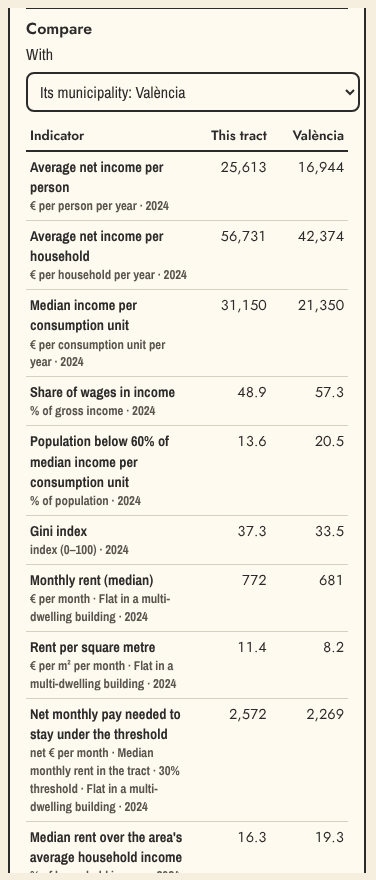 Compare
With
Its municipality: València
Indicator This tract València
Average net income per 25,613 16,944
person
€ per person per year · 2024
Average net income per 56,731 42,374
household
€ per household per year · 2024
Median income per 31,150 21,350
consumption unit
€ per consumption unit per
year · 2024
Share of wages in income 48.9 57.3
% of gross income · 2024
Population below 60% of 13.6 20.5
median income per
consumption unit
% of population · 2024
Gini index 37.3 33.5
index (0–100) · 2024
Monthly rent (median) 772 681
€ per month · Flat in a multi-
dwelling building · 2024
Rent per square metre 11.4 8.2
€ per m² per month · Flat in a
multi-dwelling building · 2024
Net monthly pay needed to 2,572 2,269
stay under the threshold
net € per month · Median
monthly rent in the tract · 30%
threshold · Flat in a multi-
dwelling building · 2024
Median rent over the area's 16.3 19.3
average household income